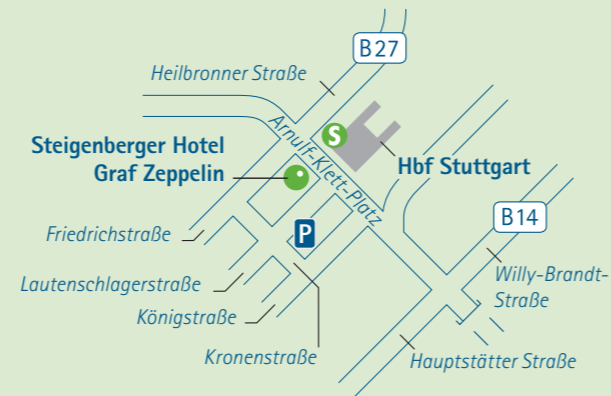 B27
Heilbronner Straße
S
Arnulf-Klett-Platz
Steigenberger Hotel
Graf Zeppelin
Hbf Stuttgart
B14
P
Friedrichstraße
Willy-Brandt-
Straße
Lautenschlagerstraße
Königstraße
Kronenstraße
Hauptstätter Straße